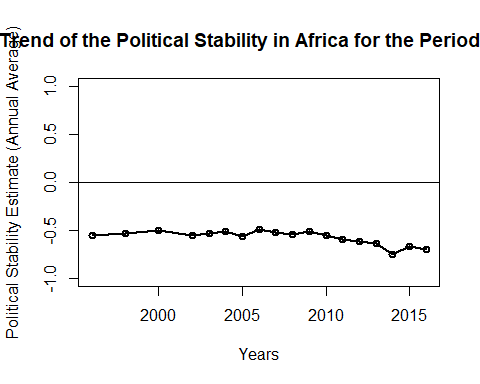 Trend of the Political Stability in Africa for the Period
Political Stability Estimate (Annual Average)
1.0
0.5
0.0
-0.5
-1.0
2000 2005 2010 2015
Years